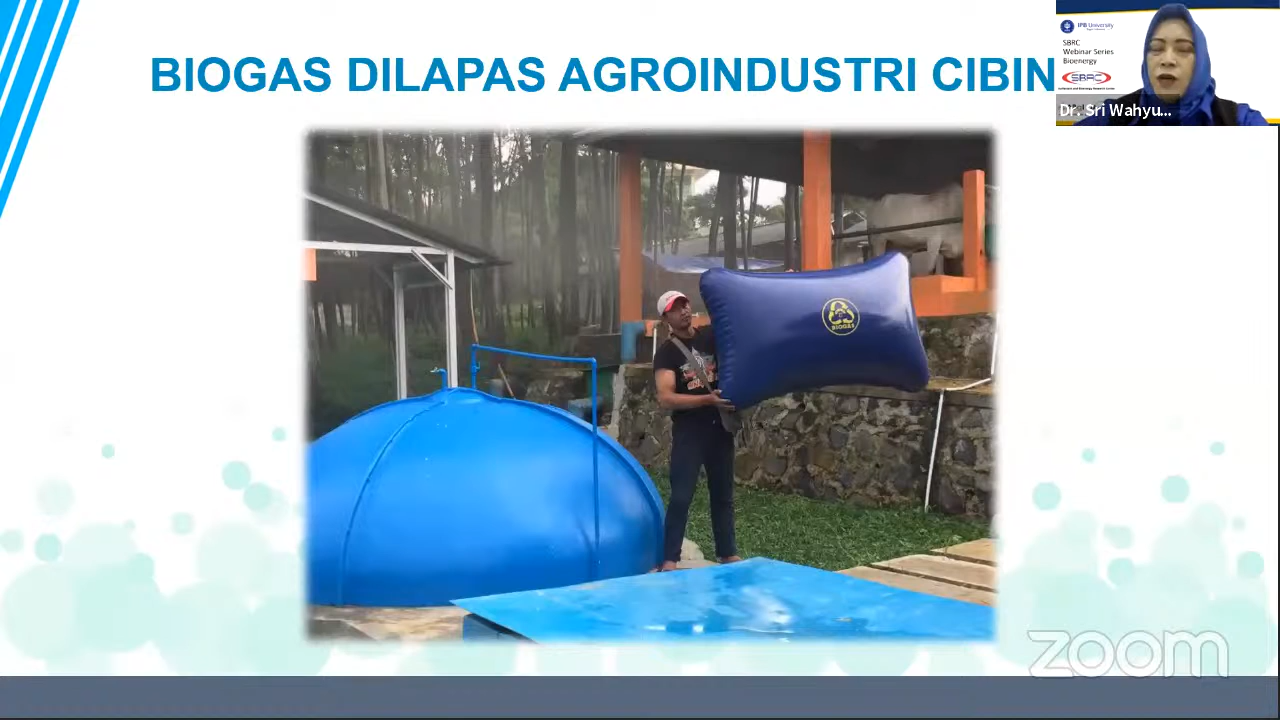 BIOGAS DILAPAS AGROINDUSTRI CIBIN
IPB University
SBRC
Webinar Series
Bioenergy
SBRC
Dr. Sri Wahyu...
BIOGAS
zoom